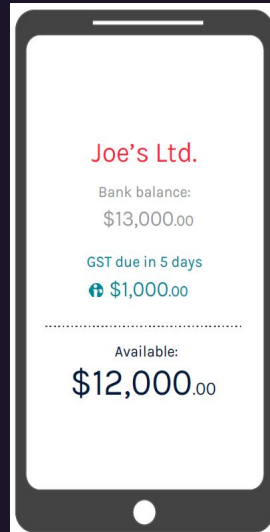 Joe's Ltd.
Bank balance:
$13,000.00
GST due in 5 days
$1,000.00
Available:
$12,000.00